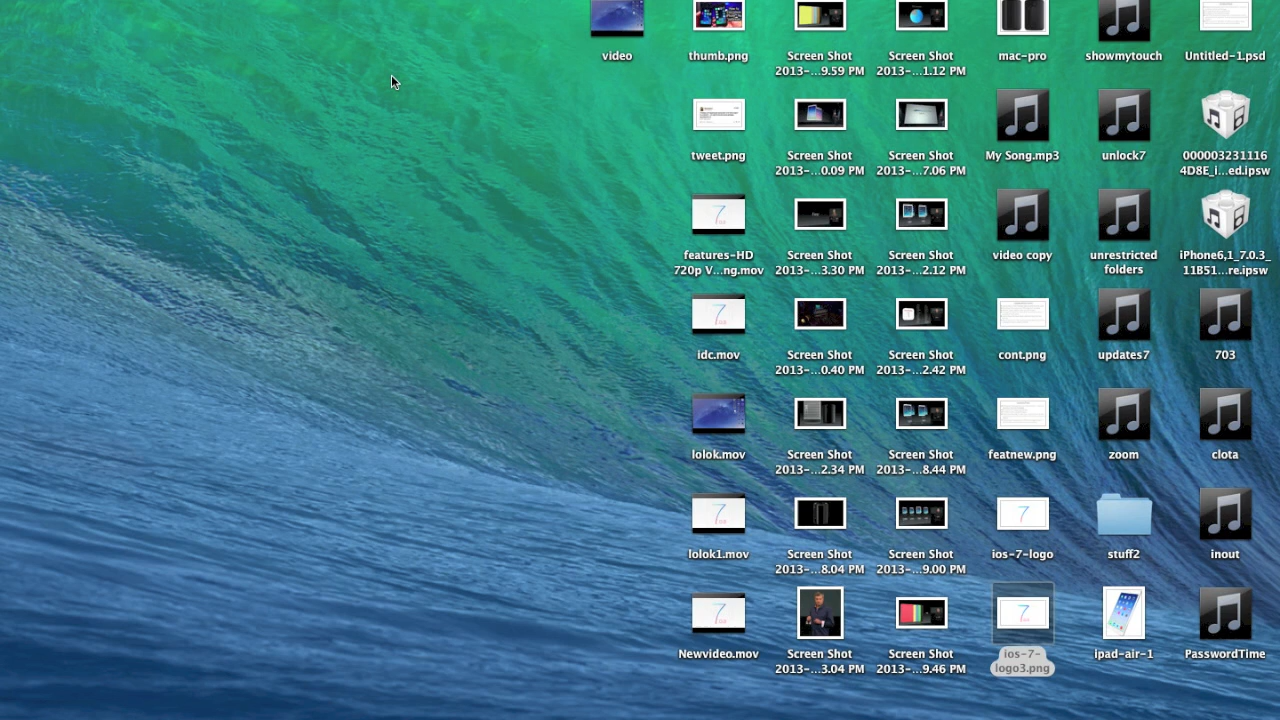 video
thumb.png
Screen Shot
2013-...9.59 PM
Screen Shot
2013-...1.12 PM
mac-pro
showmytouch
Untitled-1.psd
tweet.png
Screen Shot
2013-...0.09 PM
Screen Shot
2013-...7.06 PM
My Song.mp3
unlock7
000003231116
4D8E_i...ed.ipsw
features-HD
720p V...ng.mov
Screen Shot
2013-...3.30 PM
Screen Shot
2013-...2.12 PM
video copy
unrestricted
folders
iPhone6,1_7.0.3_
11B51...re.ipsw
idc.mov
Screen Shot
2013-...0.40 PM
Screen Shot
2013-...2.42 PM
cont.png
updates7
703
lolok.mov
Screen Shot
2013-...2.34 PM
Screen Shot
2013-...8.44 PM
featnew.png
zoom
clota
lolok1.mov
Screen Shot
2013-...8.04 PM
Screen Shot
2013-...9.00 PM
ios-7-logo
stuff2
inout
Newvideo.mov
Screen Shot
2013-...3.04 PM
Screen Shot
2013-...9.46 PM
ios-7-
logo3.png
ipad-air-1
PasswordTime